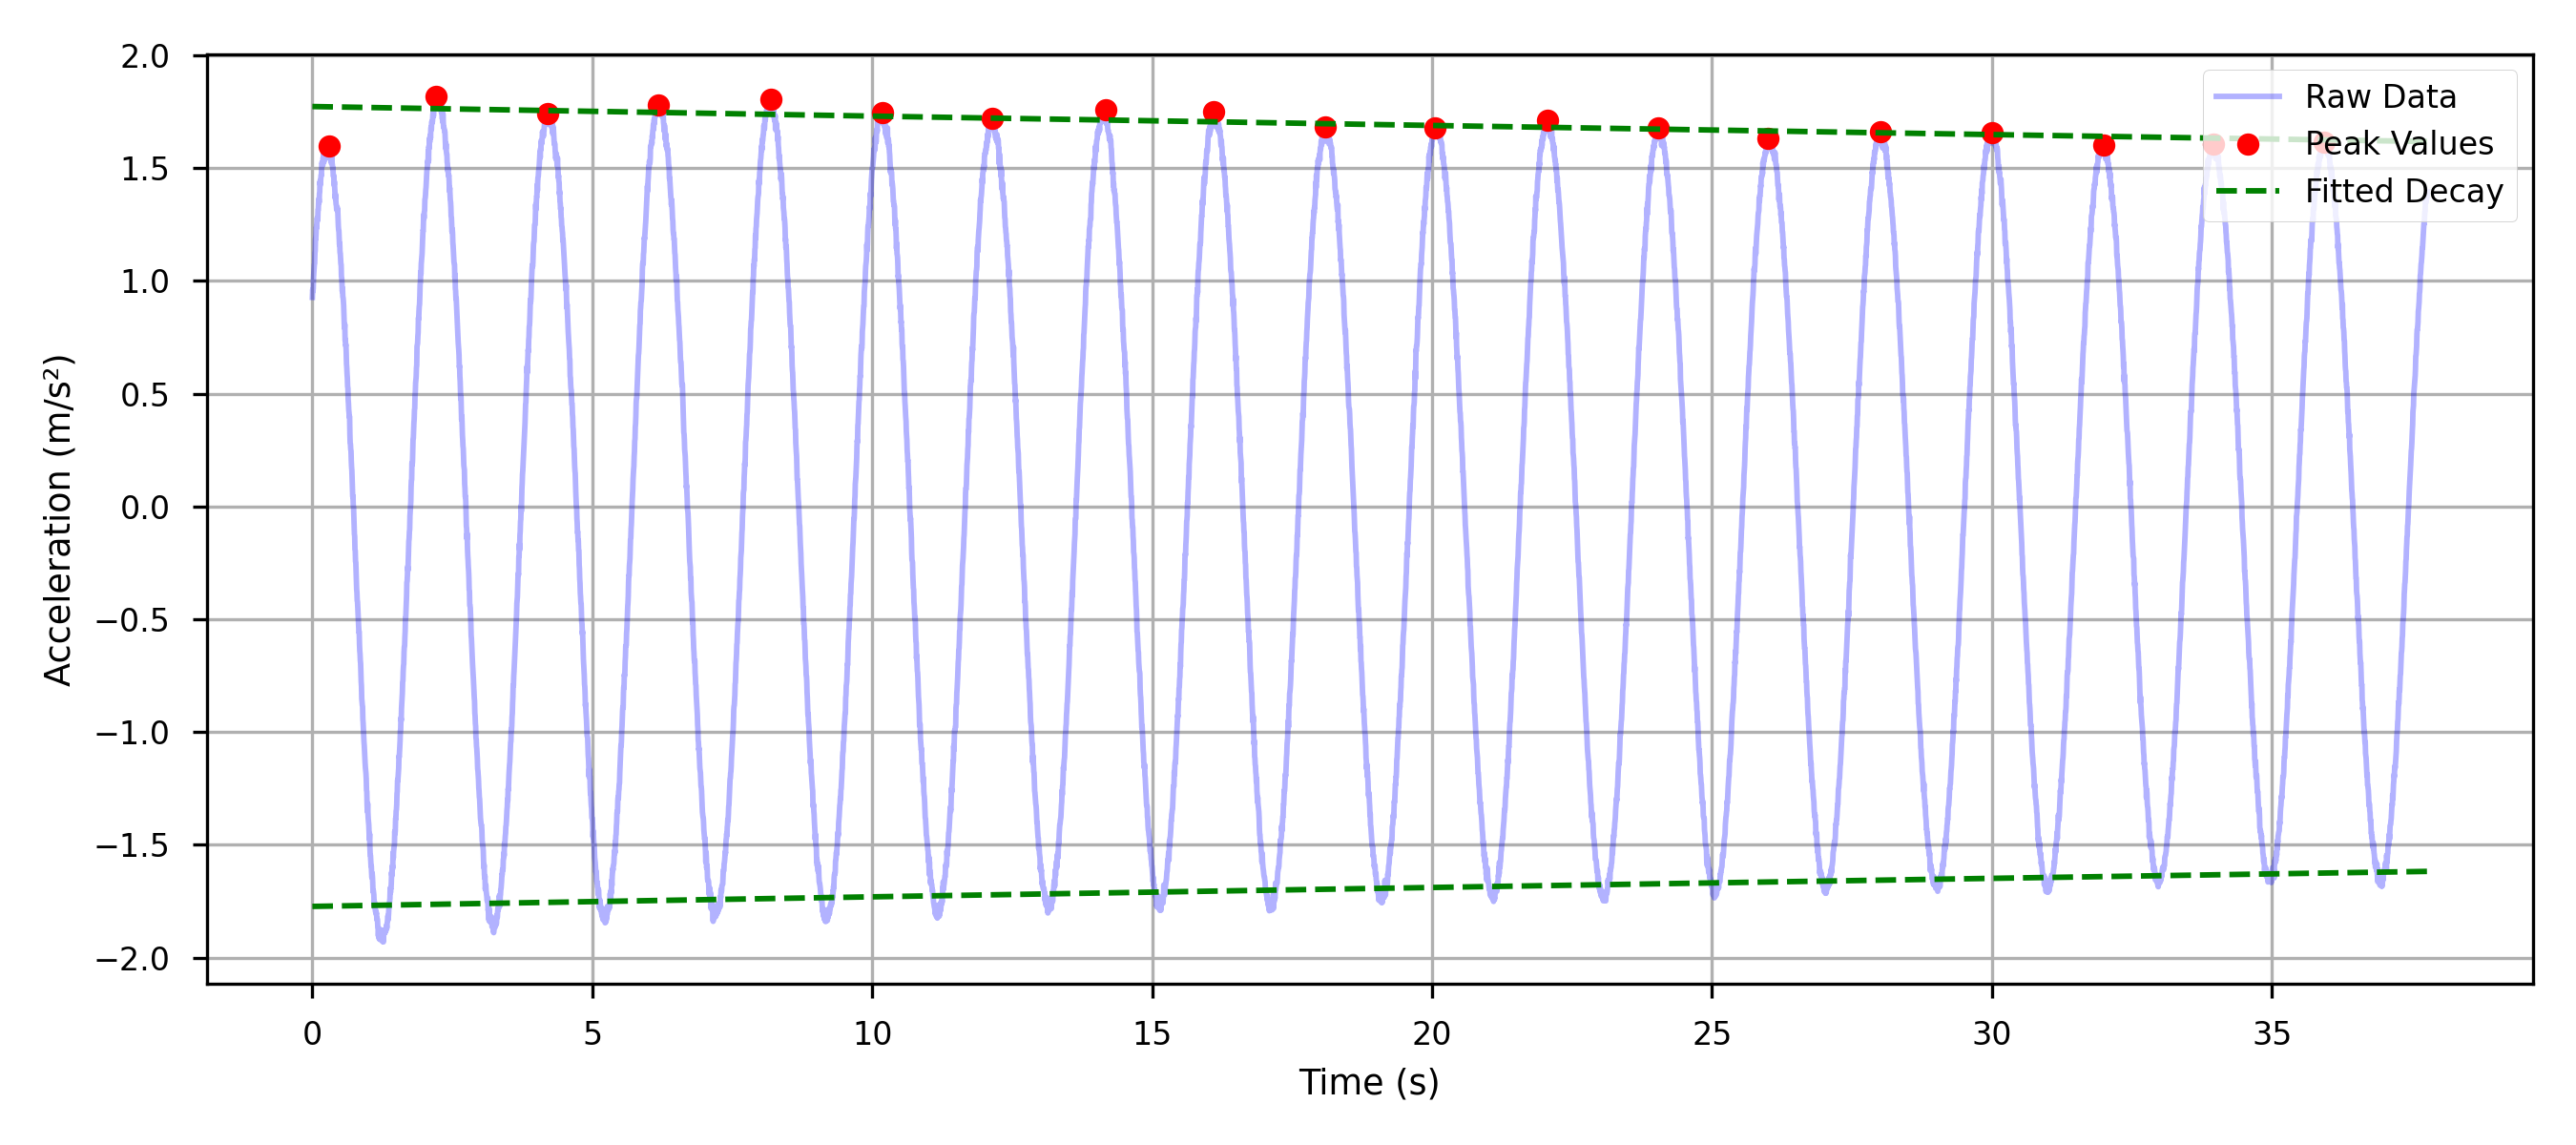 2.0
1.5
1.0
0.5
0.0
−0.5
−1.0
−1.5
−2.0
Acceleration (m/s²)
0 5 10 15 20 25 30 35
Time (s)
Raw Data
Peak Values
Fitted Decay